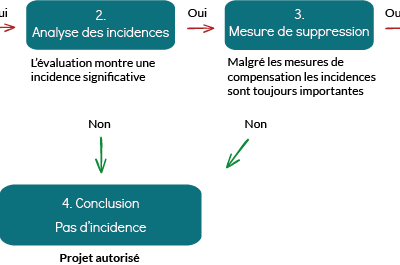 ui
2.
Analyse des incidences
Oui
3.
Mesure de suppression
Ou
L'évaluation montre une
incidence significative
Malgré les mesures de
compensation les incidences
sont toujours importantes
Non
Non
4. Conclusion
Pas d'incidence
Projet autorisé